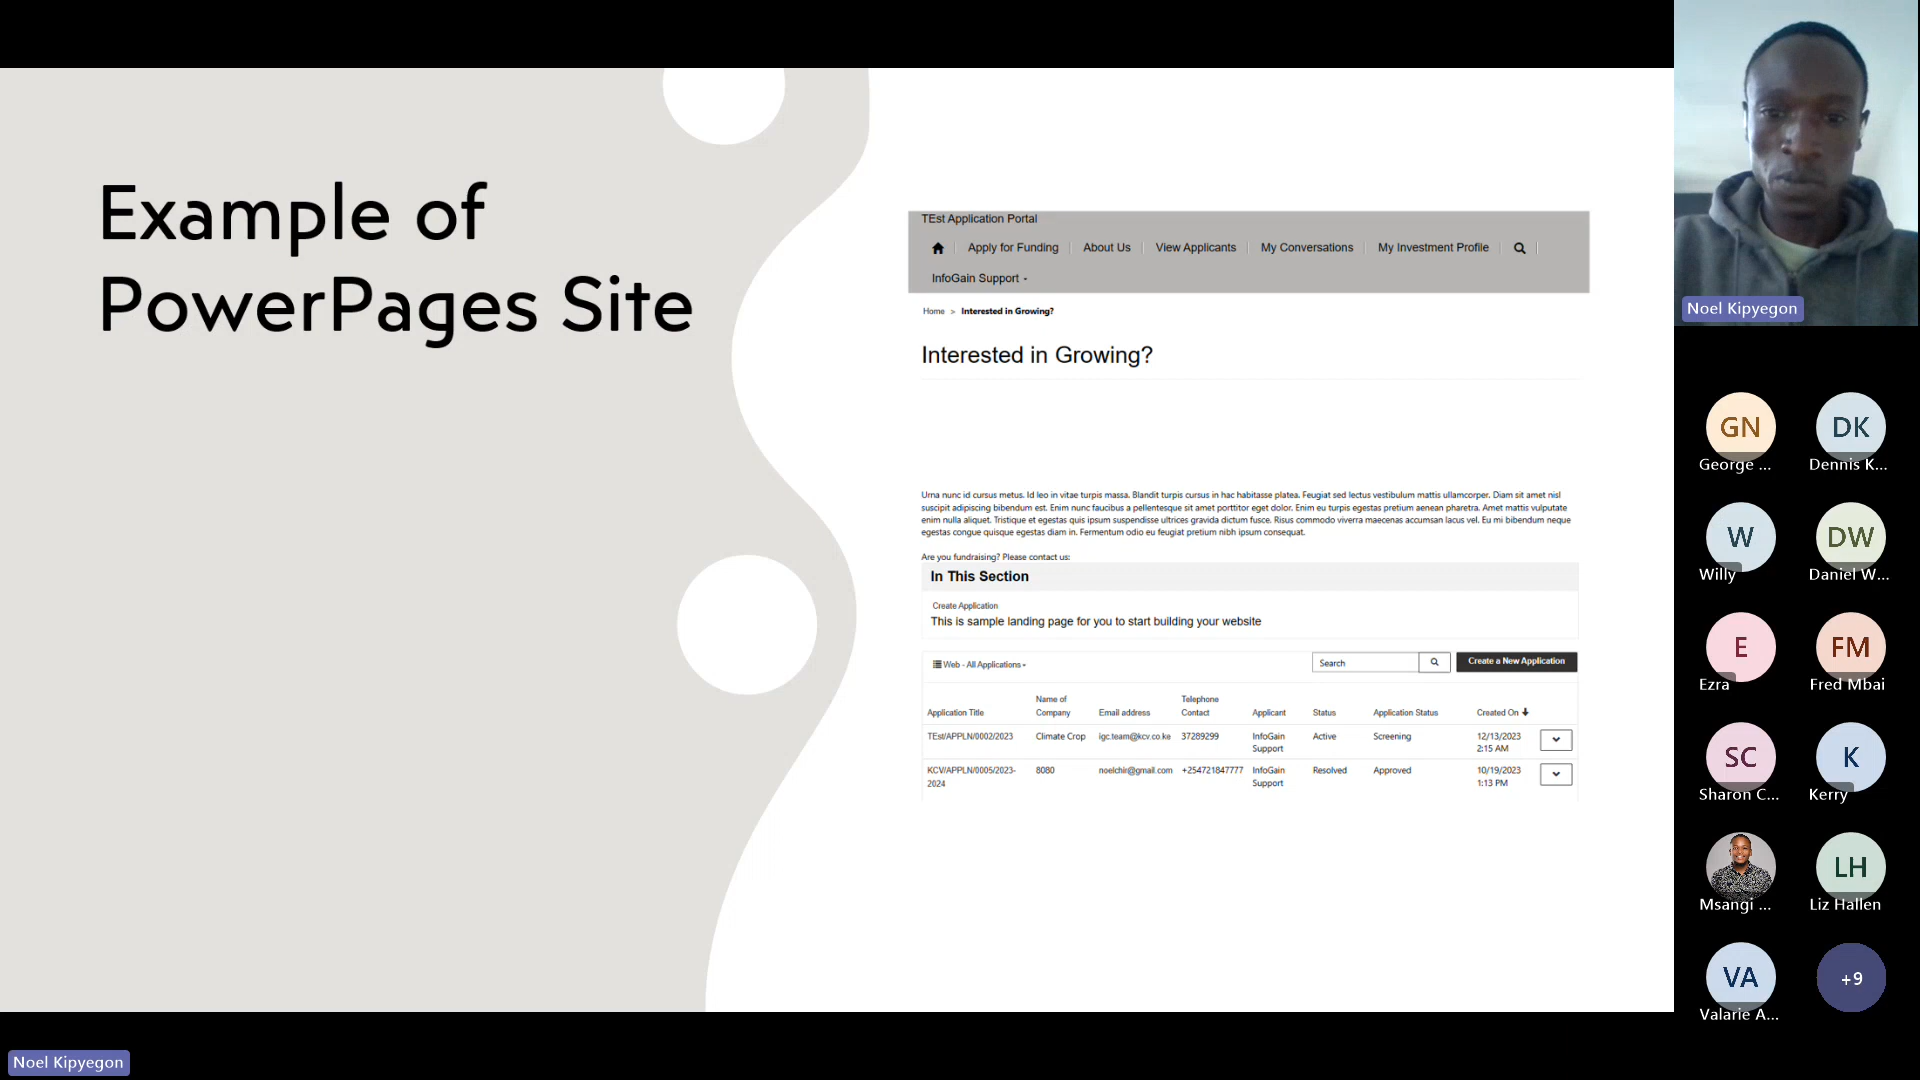 Example of
PowerPages Site
TEst Application Portal
Apply for Funding
About Us
View Applicants
My Conversations
My Investment Profile
InfoGain Support
Home > Interested in Growing?
Interested in Growing?
Urna nunc id cursus metus. Id leo in vitae turpis massa. Blandit turpis cursus in hac habitasse platea. Feugiat sed lectus vestibulum mattis ullamcorper. Diam sit amet nisl
suscipit adipiscing bibendum est. Enim nunc faucibus a pellentesque sit amet porttitor eget dolor. Enim eu turpis egestas pretium aenean pharetra. Amet mattis vulputate
enim nulla aliquet. Tristique et egestas quis ipsum suspendisse ultrices gravida dictum fusce. Risus commodo viverra maecenas accumsan lacus vel. Eu mi bibendum neque
egestas congue quisque egestas diam in. Fermentum odio eu feugiat pretium nibh ipsum consequat.
Are you fundraising? Please contact us:
In This Section
Create Application
This is sample landing page for you to start building your website
Web - All Applications
Search
Create a New Application
Application Title
Name of
Company
Email address
Telephone
Contact
Applicant
Status
Application Status
Created On
TEst/APPLN/0002/2023
Climate Crop
igc.team@kcv.co.ke
37289299
InfoGain
Support
Active
Screening
12/13/2023
2:15 AM
KCV/APPLN/0005/2023-
2024
8080
noelchir@gmail.com
+254721847777
InfoGain
Support
Resolved
Approved
10/19/2023
1:13 PM
Noel Kipyegon
GN
George ...
DK
Dennis K...
W
Willy
DW
Daniel W...
E
Ezra
FM
Fred Mbai
SC
Sharon C...
K
Kerry
Msangi ...
LH
Liz Hallen
VA
Valarie A...
+9
Noel Kipyegon